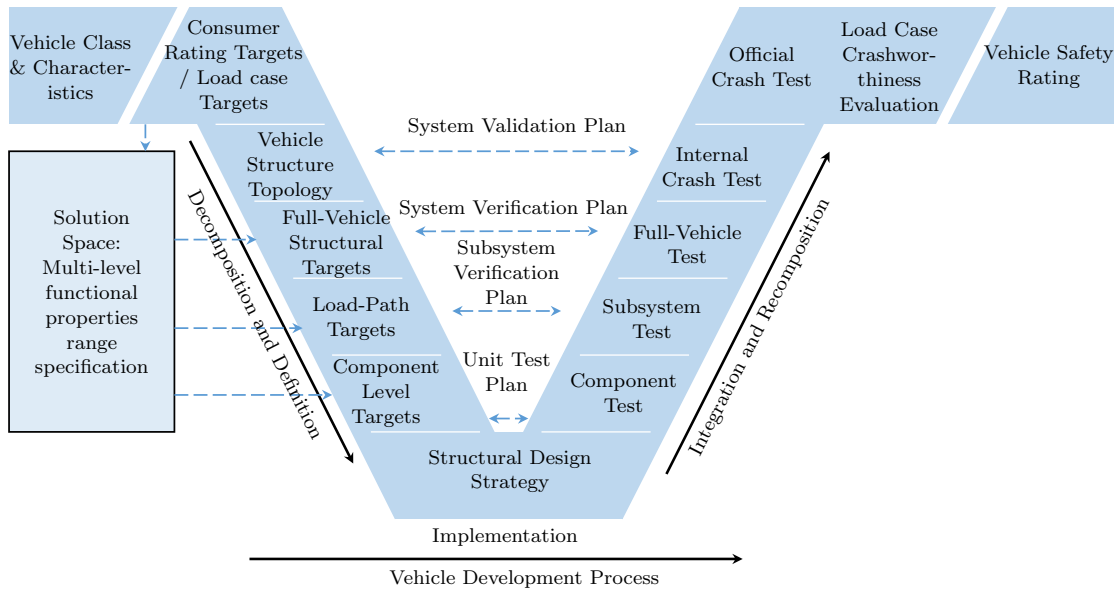 Vehicle Class
& Character-
istics
Consumer
Rating Targets
/ Load case
Targets
Official
Crash Test
Load Case
Crashwor-
thiness
Evaluation
Vehicle Safety
Rating
Vehicle
Structure
Topology
System Validation Plan
Internal
Crash Test
Solution
Space:
Multi-level
functional
properties
range
specification
Decomposition and Definition
Full-Vehicle
Structural
Targets
System Verification Plan
Full-Vehicle
Test
Subsystem
Verification
Plan
Load-Path
Targets
Subsystem
Test
Component
Level
Targets
Unit Test
Plan
Component
Test
Integration and Recomposition
Structural Design
Strategy
Implementation
Vehicle Development Process